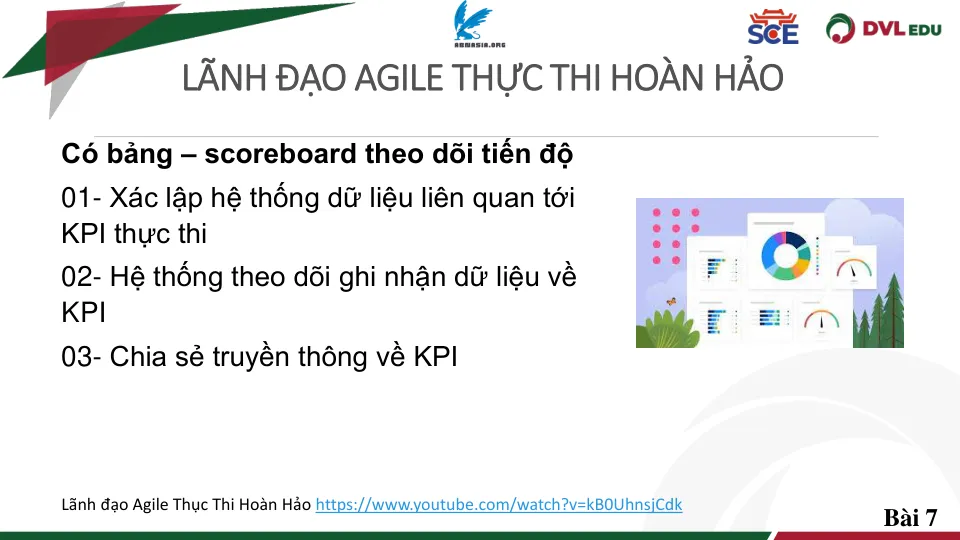 ARMASIA.ORG
SCE
DVL EDU
LÃNH ĐẠO AGILE THỰC THI HOÀN HẢO
Có bảng – scoreboard theo dõi tiến độ
01- Xác lập hệ thống dữ liệu liên quan tới
KPI thực thi
02- Hệ thống theo dõi ghi nhận dữ liệu về
KPI
03- Chia sẻ truyền thông về KPI
Lãnh đạo Agile Thục Thi Hoàn Hảo https://www.youtube.com/watch?v=kB0UhnsjCdk
Bài 7